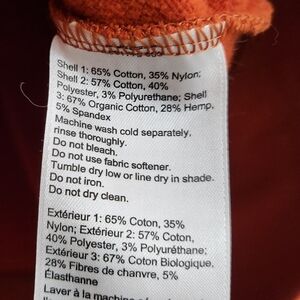 Shell 1: 65% Cotton, 35% Nylon;
Shell 2: 57% Cotton, 40%
Polyester, 3% Polyurethane; Shell
3: 67% Organic Cotton, 28% Hemp,
5% Spandex
Machine wash cold separately,
rinse thoroughly.
Do not bleach.
Do not use fabric softener.
Tumble dry low or line dry in shade.
Do not iron.
Do not dry clean.
Extérieur 1: 65% Coton, 35%
Nylon; Extérieur 2: 57% Coton,
40% Polyester, 3% Polyuréthane;
Extérieur 3: 67% Coton Biologique,
28% Fibres de chanvre, 5%
Élasthanne
Laver à la machine